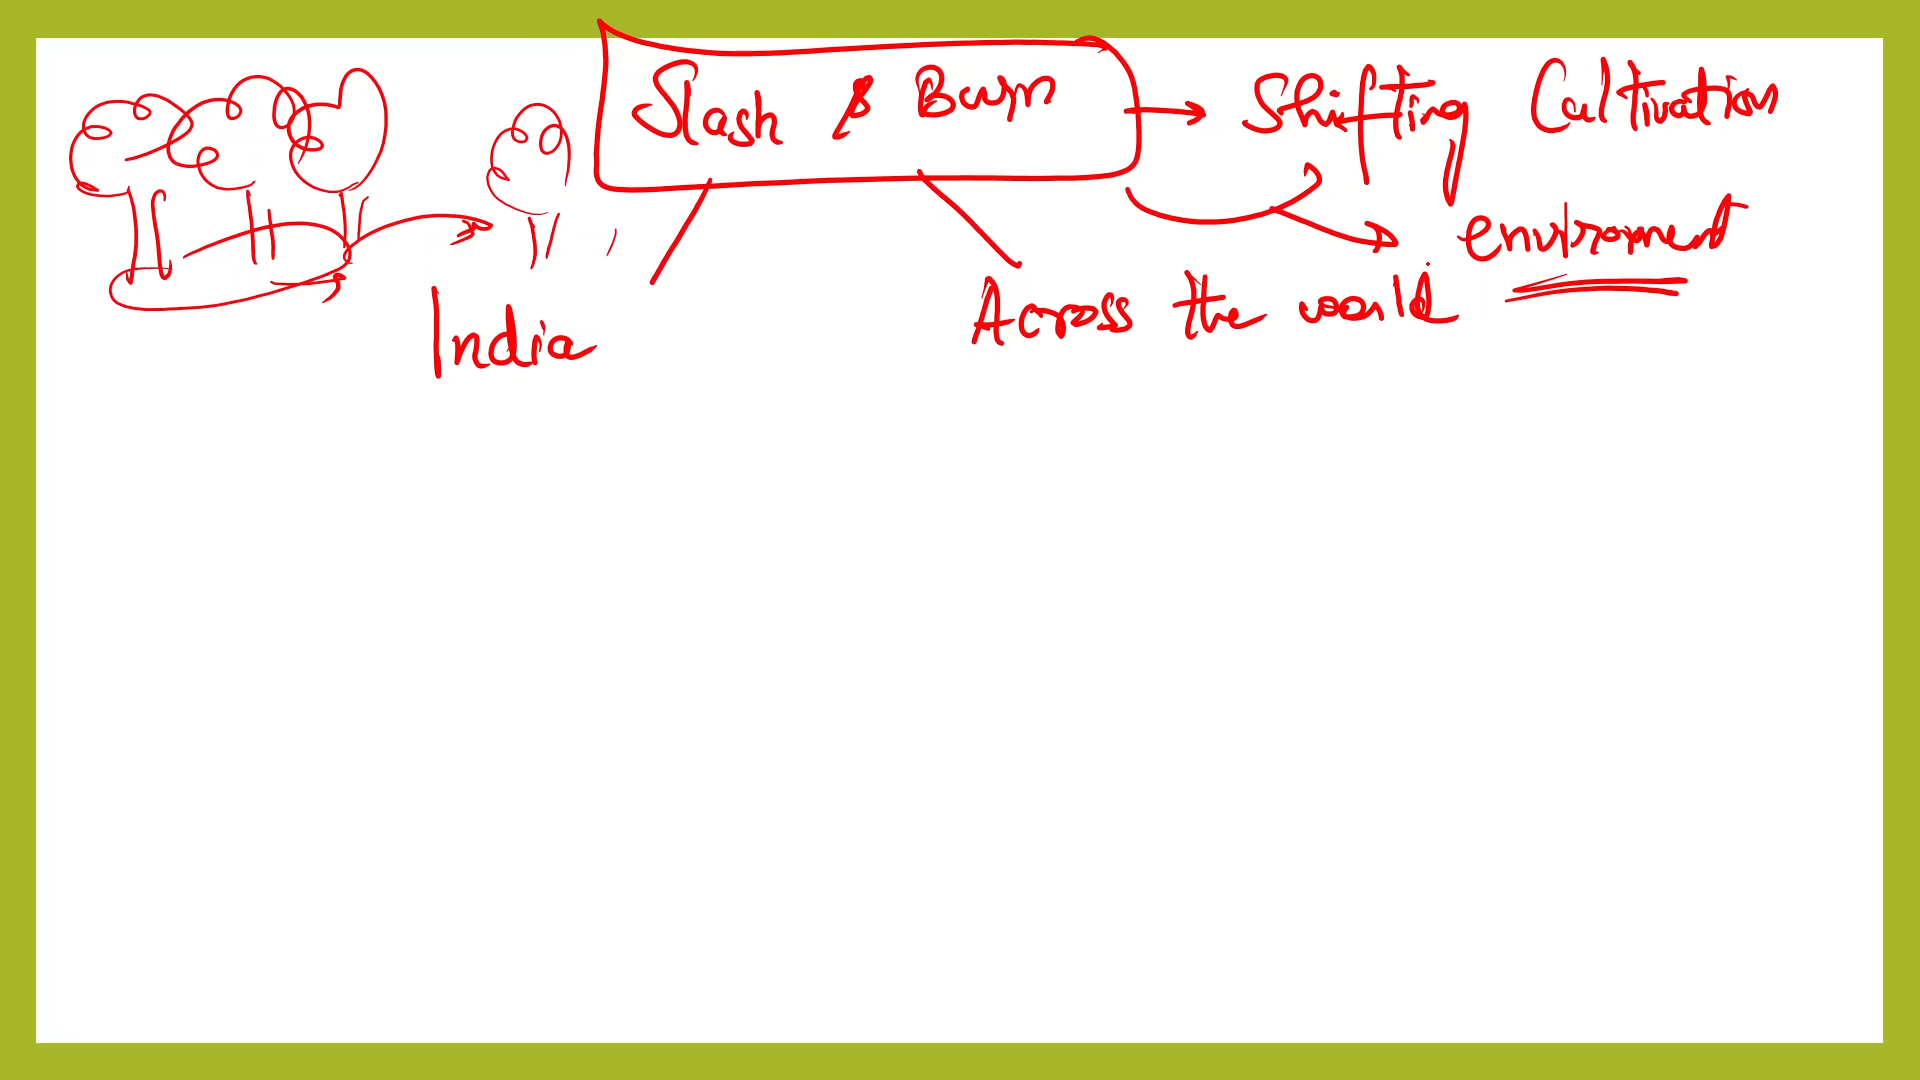 Slash & Burn → Shifting Cultivation
environment
India
Across the world